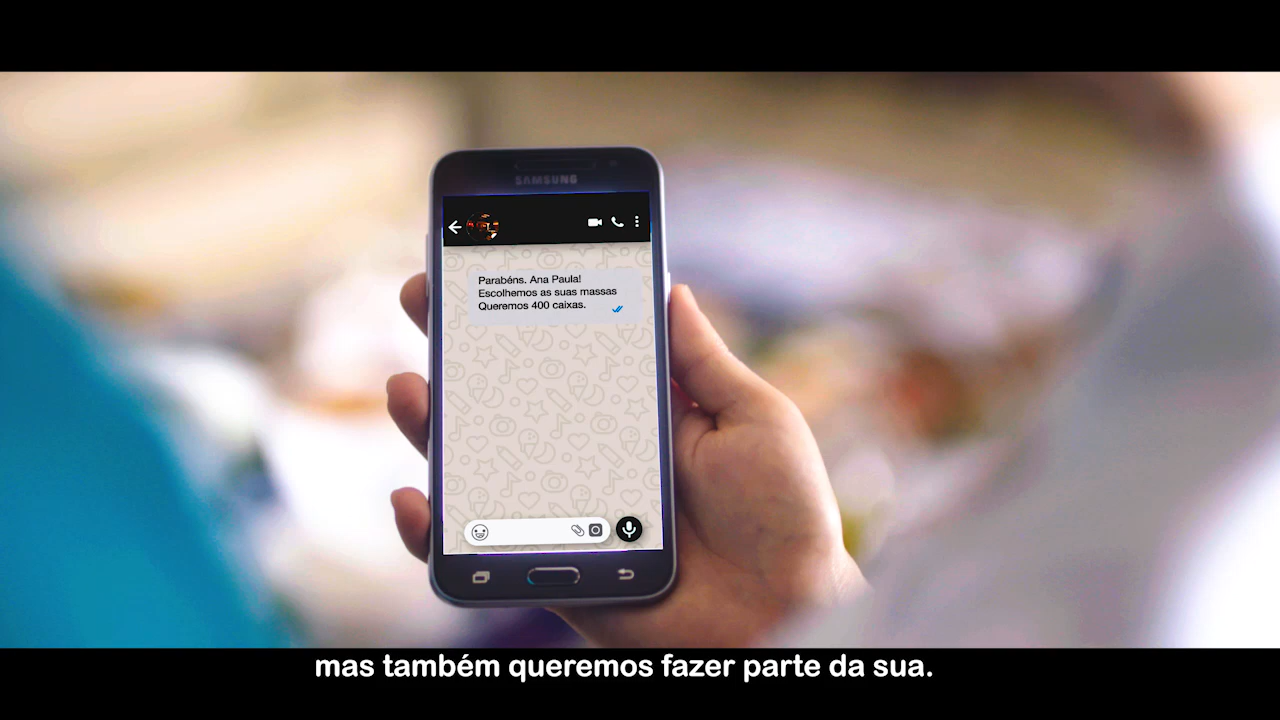 SAMSUNG
Parabéns. Ana Paula!
Escolhemos as suas massas
Queremos 400 caixas.
mas também queremos fazer parte da sua.